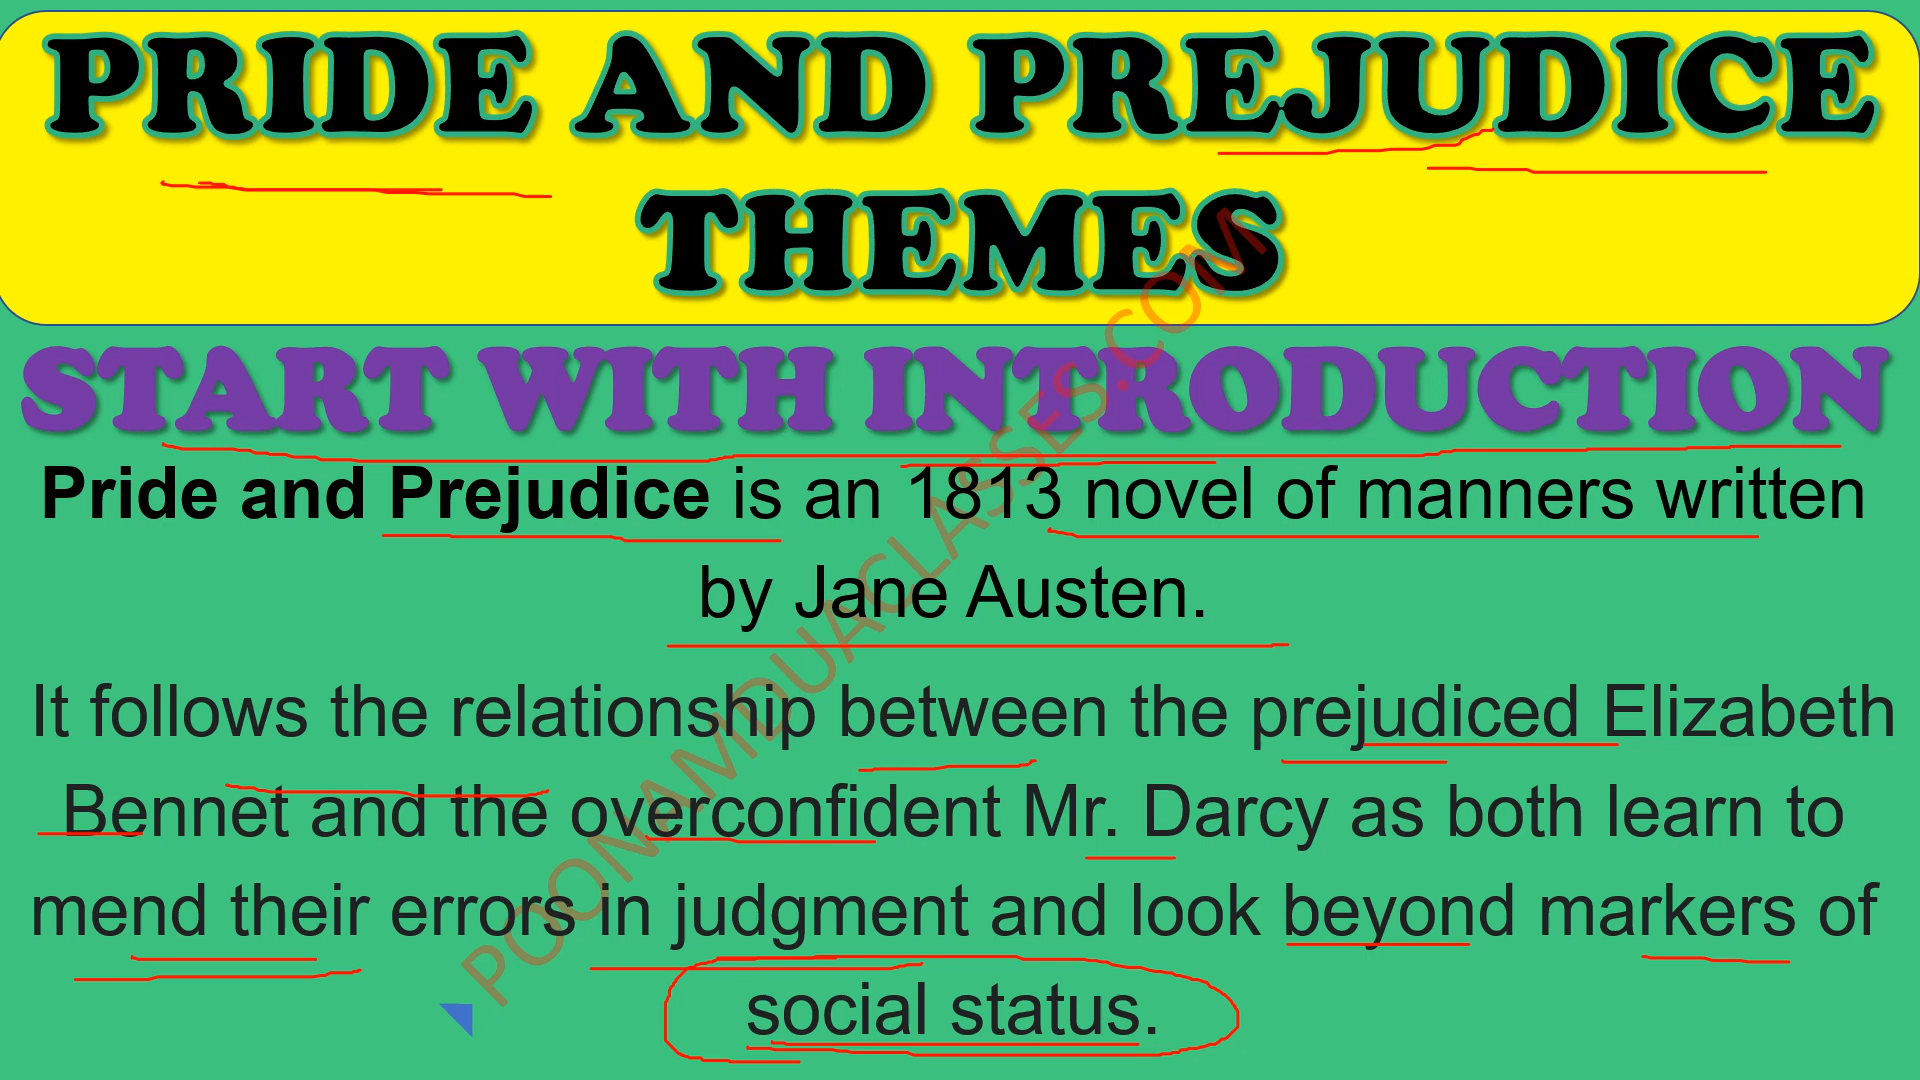 PRIDE AND PREJUDICE
THEMES
START WITH INTRODUCTION
Pride and Prejudice is an 1813 novel of manners written
by Jane Austen.
It follows the relationship between the prejudiced Elizabeth
Bennet and the overconfident Mr. Darcy as both learn to
mend their errors in judgment and look beyond markers of
social status.
POONAMDUACLASSES.COM